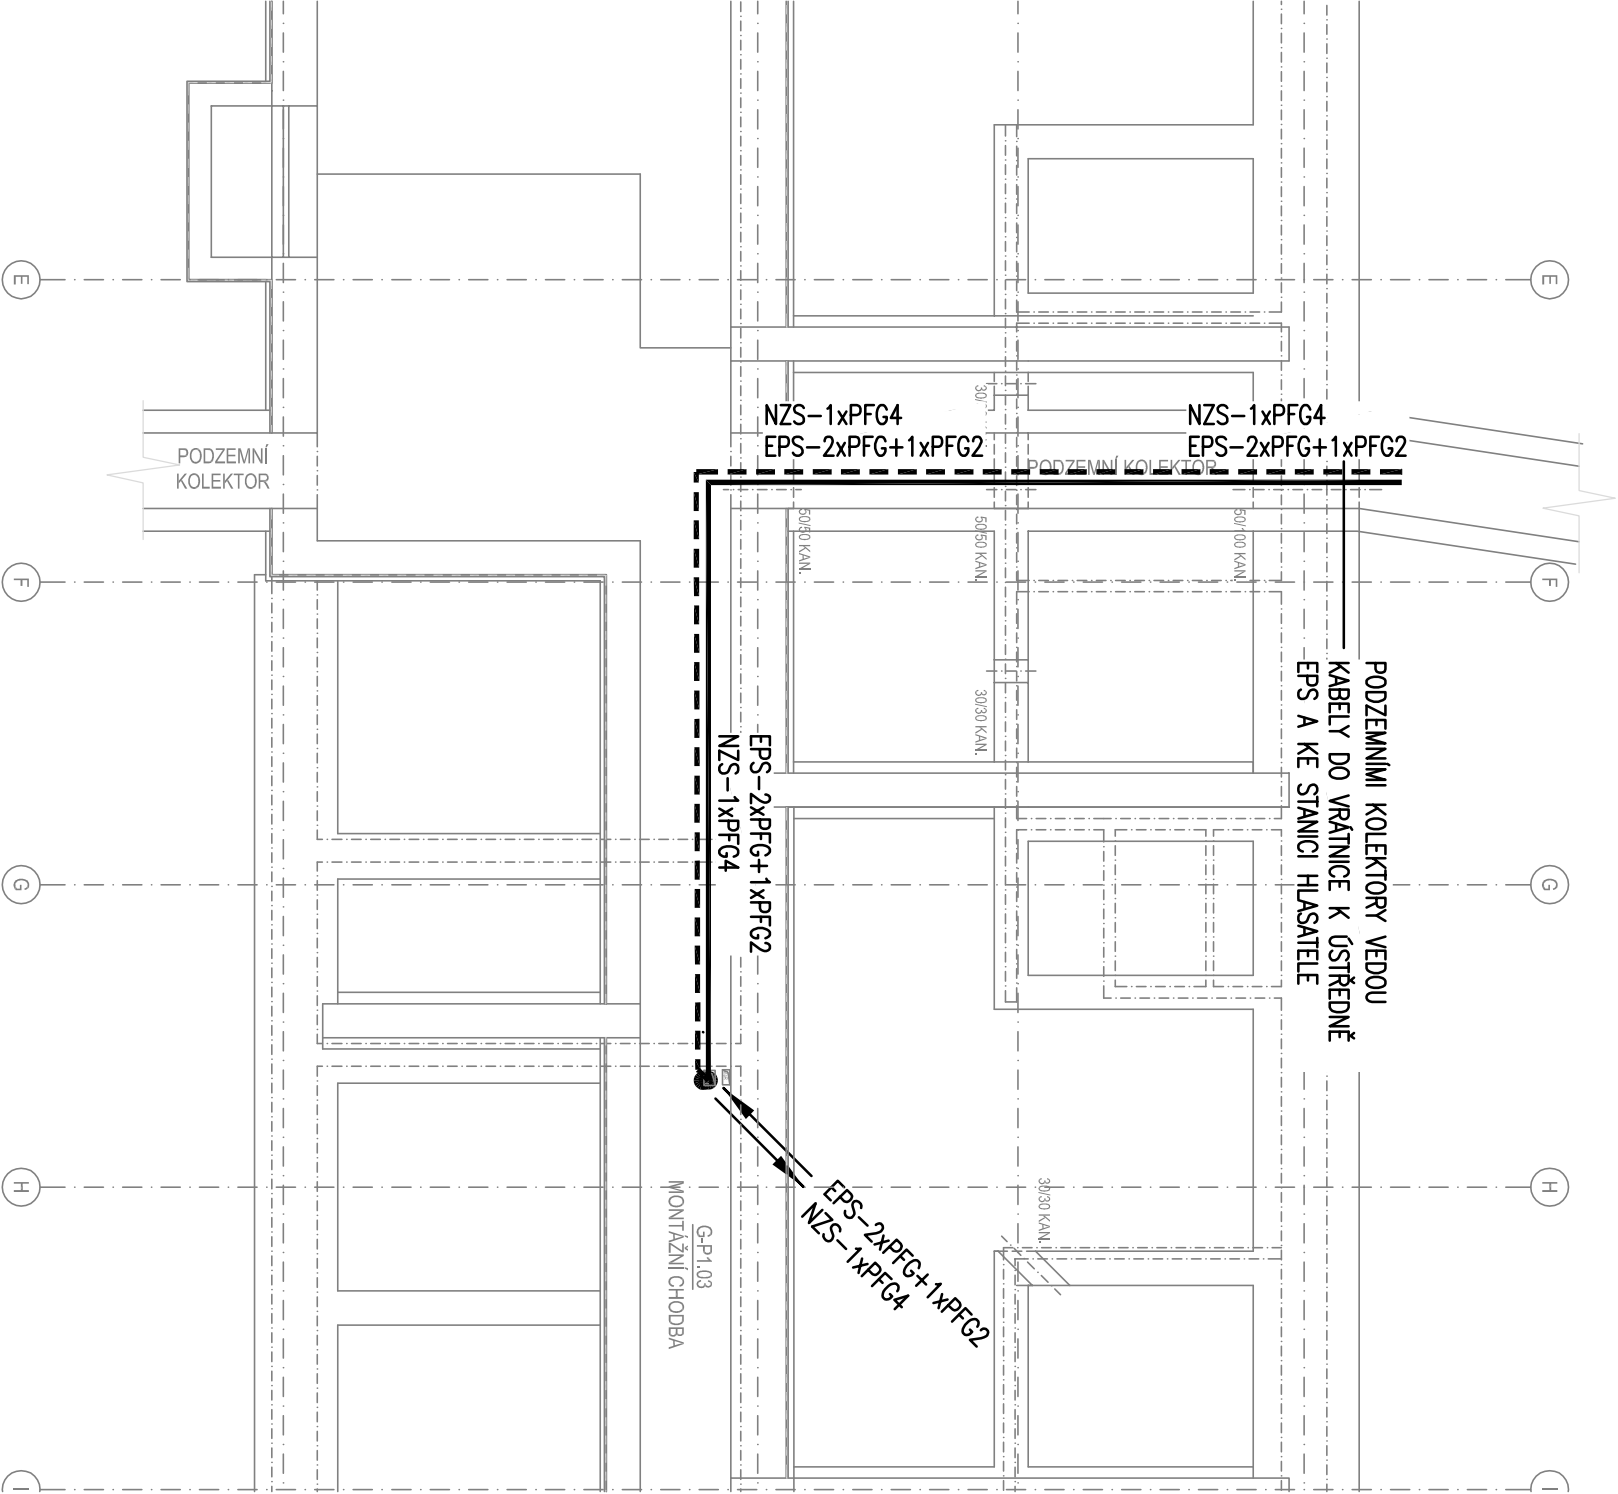 E
E
30/
NZS-1xPFG4
EPS-2xPFG+1xPFG2
NZS-1xPFG4
EPS-2xPFG+1xPFG2
PODZEMNÍ
KOLEKTOR
PODZEMNÍ KOLEKTOR
50/50 KAN.
50/50 KAN.
50/100 KAN.
F
F
PODZEMNÍMI KOLEKTORY VEDOU
KABELY DO VRÁTNICE K ÚSTŘEDNĚ
EPS A KE STANICI HLASATELE
30/30 KAN.
EPS-2xPFG+1xPFG2
NZS-1xPFG4
G
G
H
H
EPS-2xPFG+1xPFG2
NZS-1xPFG4
30/30 KAN.
G-P1.03
MONTÁŽNÍ CHODBA
I
I